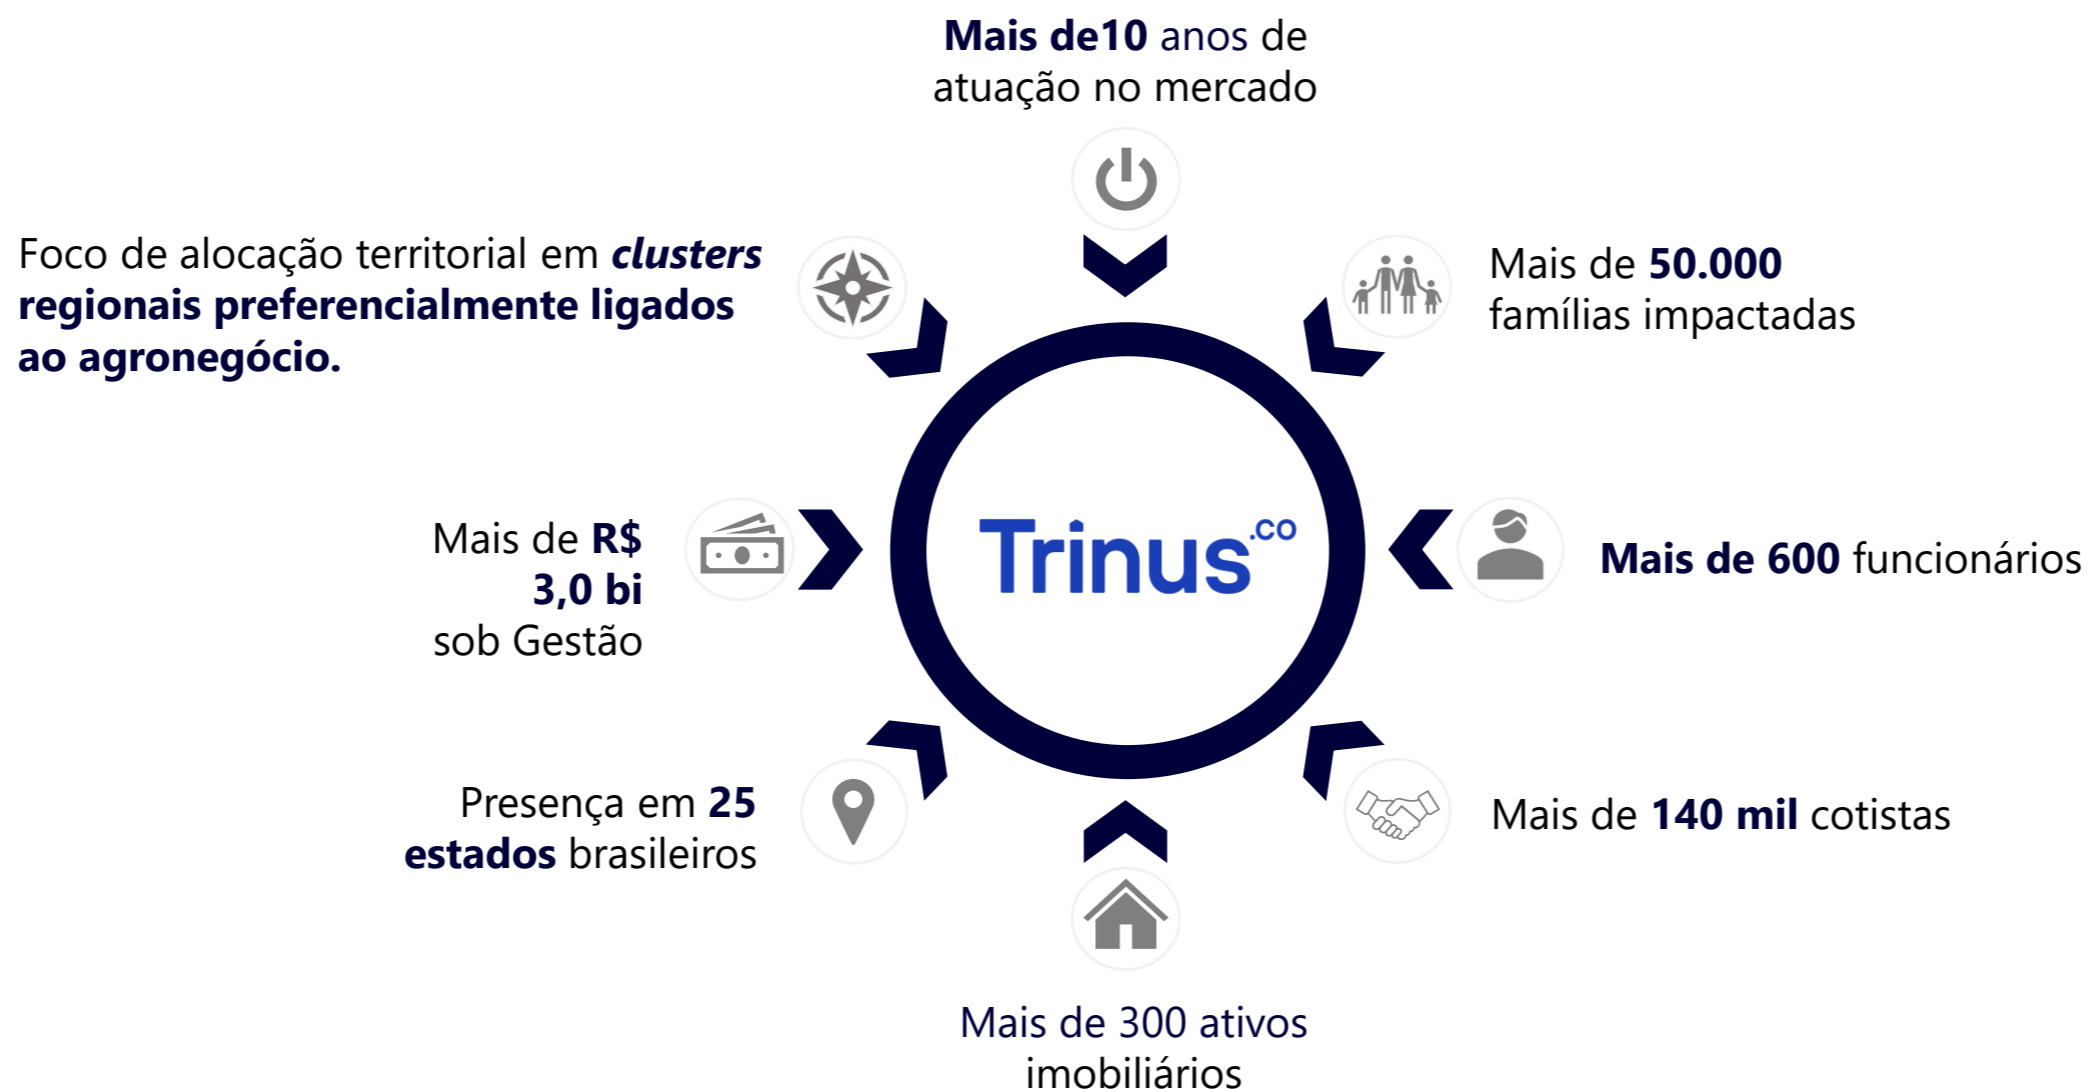 Mais de10 anos de
atuação no mercado
Foco de alocação territorial em clusters
regionais preferencialmente ligados
ao agronegócio.
Mais de 50.000
famílias impactadas
Mais de R$
3,0 bi
sob Gestão
Trinus.co
Mais de 600 funcionários
Presença em 25
estados brasileiros
Mais de 140 mil cotistas
Mais de 300 ativos
imobiliários